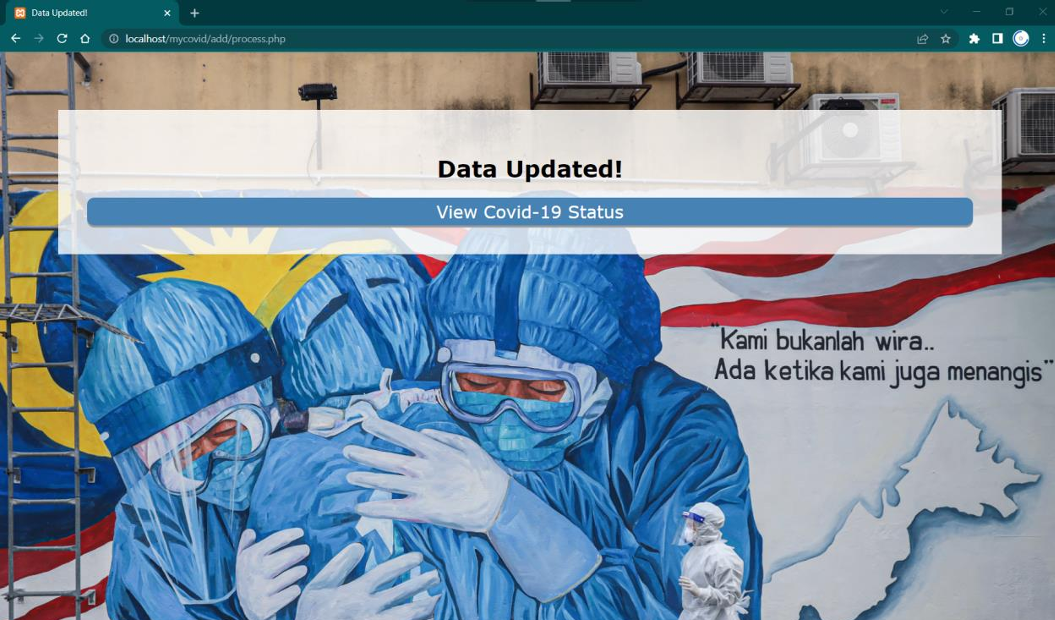 Data Updated!
localhost/mycovid/add/process.php
Data Updated!
View Covid-19 Status
"Kami bukanlah wira..
Ada ketika kami juga menangis"